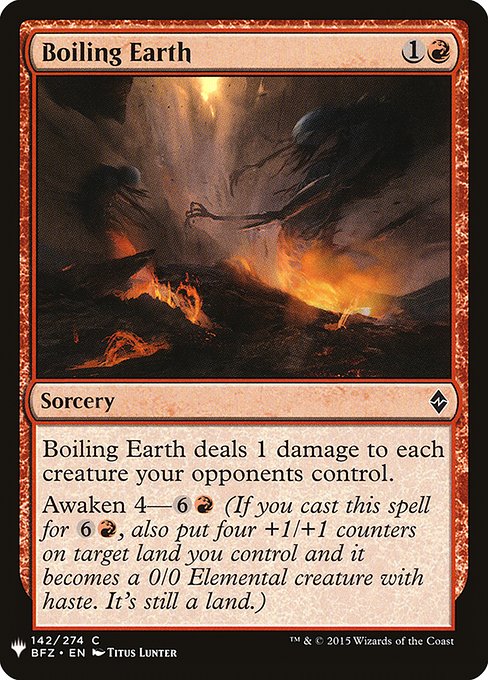 Boiling Earth 1
Sorcery
Boiling Earth deals 1 damage to each
creature your opponents control.
Awaken 4—6 (If you cast this spell
for 6 , also put four +1/+1 counters
on target land you control and it
becomes a 0/0 Elemental creature with
haste. It's still a land.)
142/274 C
BFZ • EN Titus Lunter
™ & © 2015 Wizards of the Coast